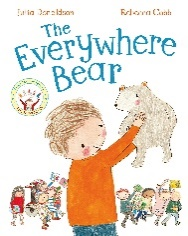 Julia Donaldson Rebecca Cobb
The
Everywhere
Bear